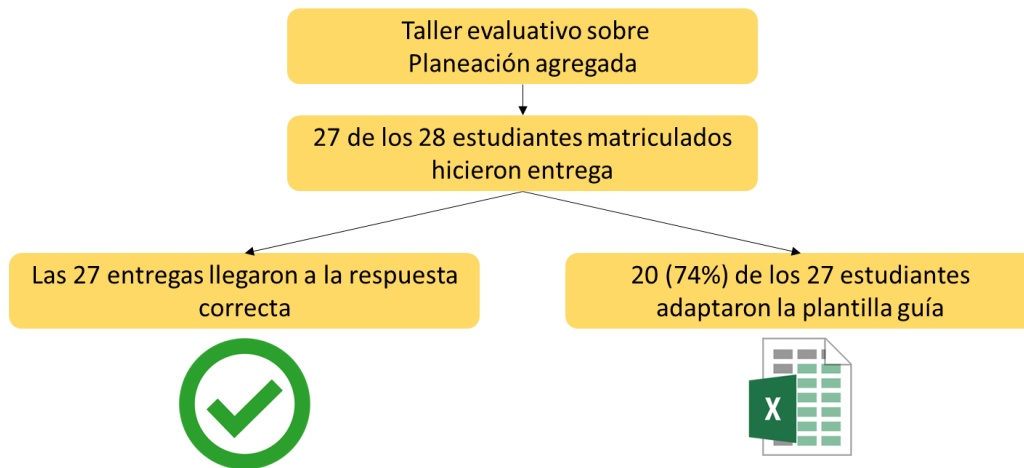 Taller evaluativo sobre
Planeación agregada
27 de los 28 estudiantes matriculados
hicieron entrega
Las 27 entregas llegaron a la respuesta
correcta
20 (74%) de los 27 estudiantes
adaptaron la plantilla guía
X